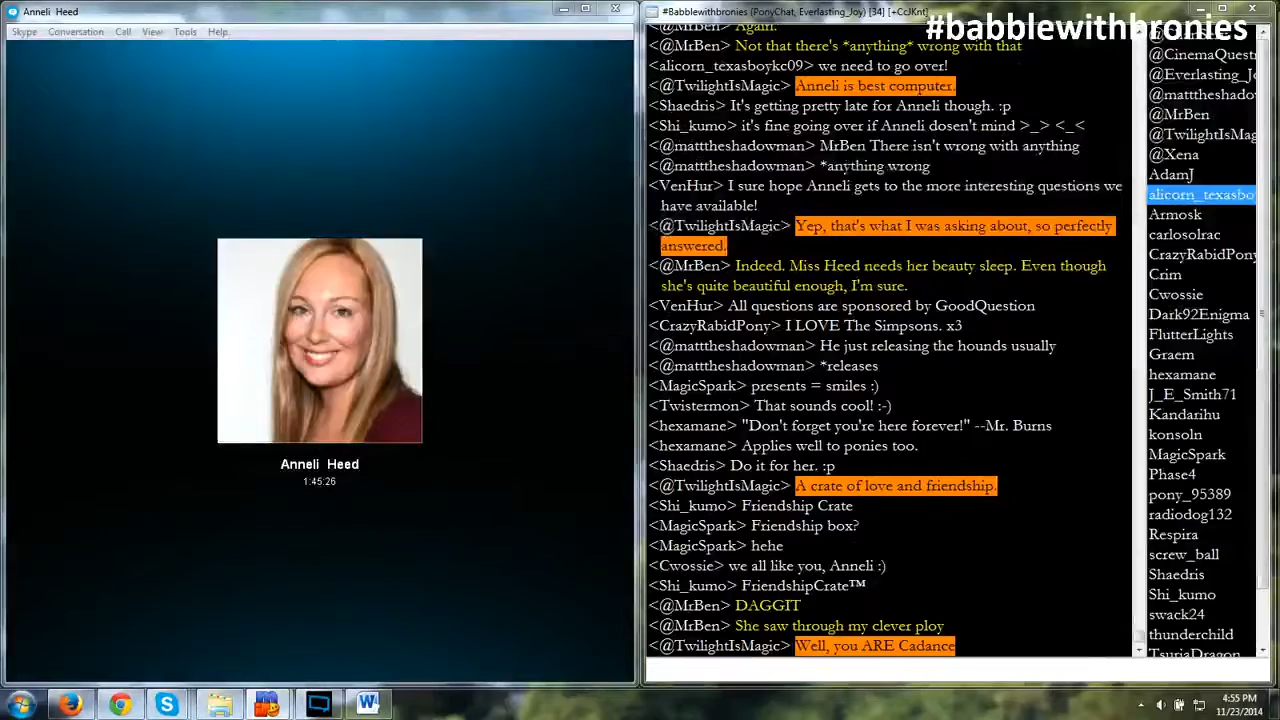 Anneli Heed
Skype Conversation Call View Tools Help
Anneli Heed
1:45:26
#Babblewithbronies (PonyChat, Everlasting_Joy) [34] [+CcJKnt]
#babblewithbronies
Again.
<@MrBen> Not that there's *anything* wrong with that
<alicorn_texasboykc09> we need to go over!
<@TwilightIsMagic> Anneli is best computer.
<Shaedris> It's getting pretty late for Anneli though. :p
<Shi_kumo> it's fine going over if Anneli dosen't mind >_> <_<
<@matttheshadowman> MrBen There isn't wrong with anything
<@matttheshadowman> *anything wrong
<VenHur> I sure hope Anneli gets to the more interesting questions we
have available!
<@TwilightIsMagic> Yep, that's what I was asking about, so perfectly
answered.
<@MrBen> Indeed. Miss Heed needs her beauty sleep. Even though
she's quite beautiful enough, I'm sure.
<VenHur> All questions are sponsored by GoodQuestion
<CrazyRabidPony> I LOVE The Simpsons. x3
<@matttheshadowman> He just releasing the hounds usually
<@matttheshadowman> *releases
<MagicSpark> presents = smiles :)
<Twistermon> That sounds cool! :-)
<hexamane> "Don't forget you're here forever!" --Mr. Burns
<hexamane> Applies well to ponies too.
<Shaedris> Do it for her. :p
<@TwilightIsMagic> A crate of love and friendship.
<Shi_kumo> Friendship Crate
<MagicSpark> Friendship box?
<MagicSpark> hehe
<Cwossie> we all like you, Anneli :)
<Shi_kumo> FriendshipCrate™
<@MrBen> DAGGIT
<@MrBen> She saw through my clever ploy
<@TwilightIsMagic> Well, you ARE Cadance
@CinemaQuest
@Everlasting_Jo
@matttheshadow
@MrBen
@TwilightIsMag
@Xena
AdamJ
alicorn_texasbo
Armosk
carlosolrac
CrazyRabidPony
Crim
Cwossie
Dark92Enigma
FlutterLights
Graem
hexamane
J_E_Smith71
Kandarihu
konsoln
MagicSpark
Phase4
pony_95389
radiodog132
Respira
screw_ball
Shaedris
Shi_kumo
swack24
thunderchild
TsuriaDragon
4:55 PM
11/23/2014